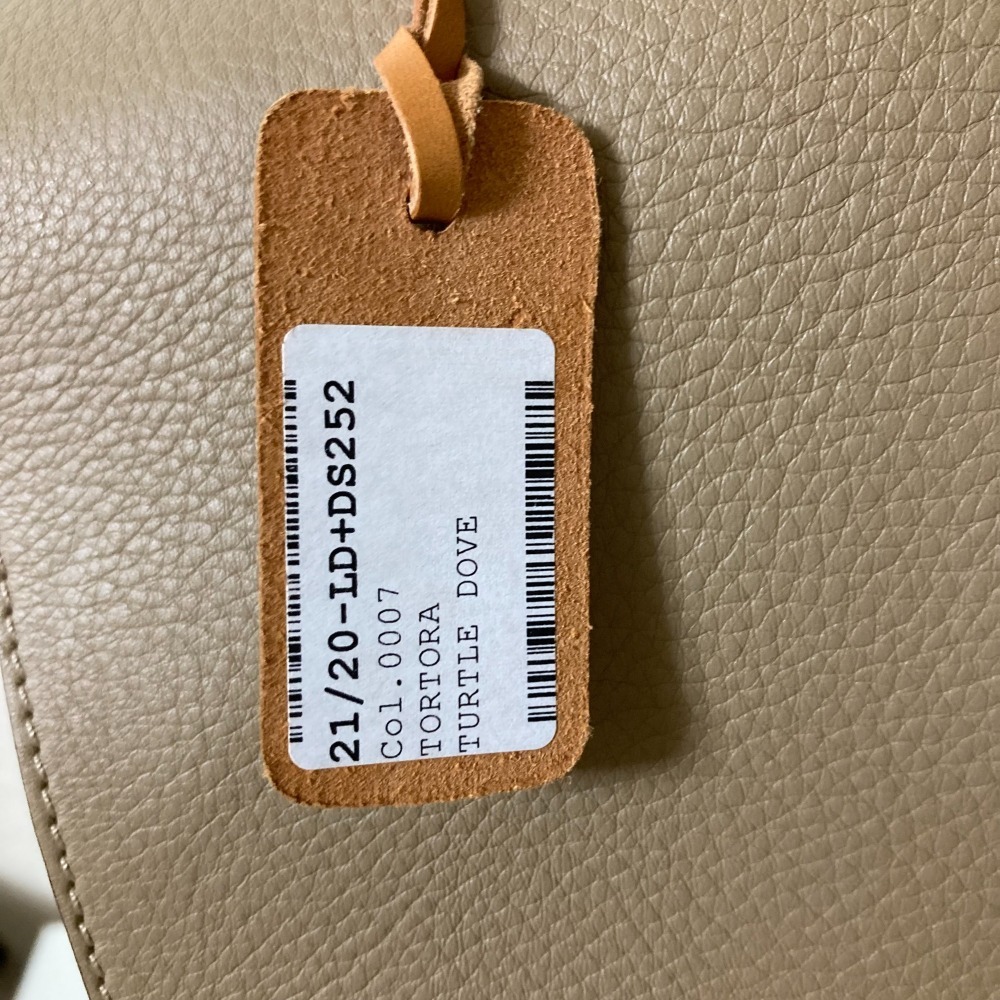 21/20-LD+DS252
Col.0007
TORTORA
TURTLE DOVE